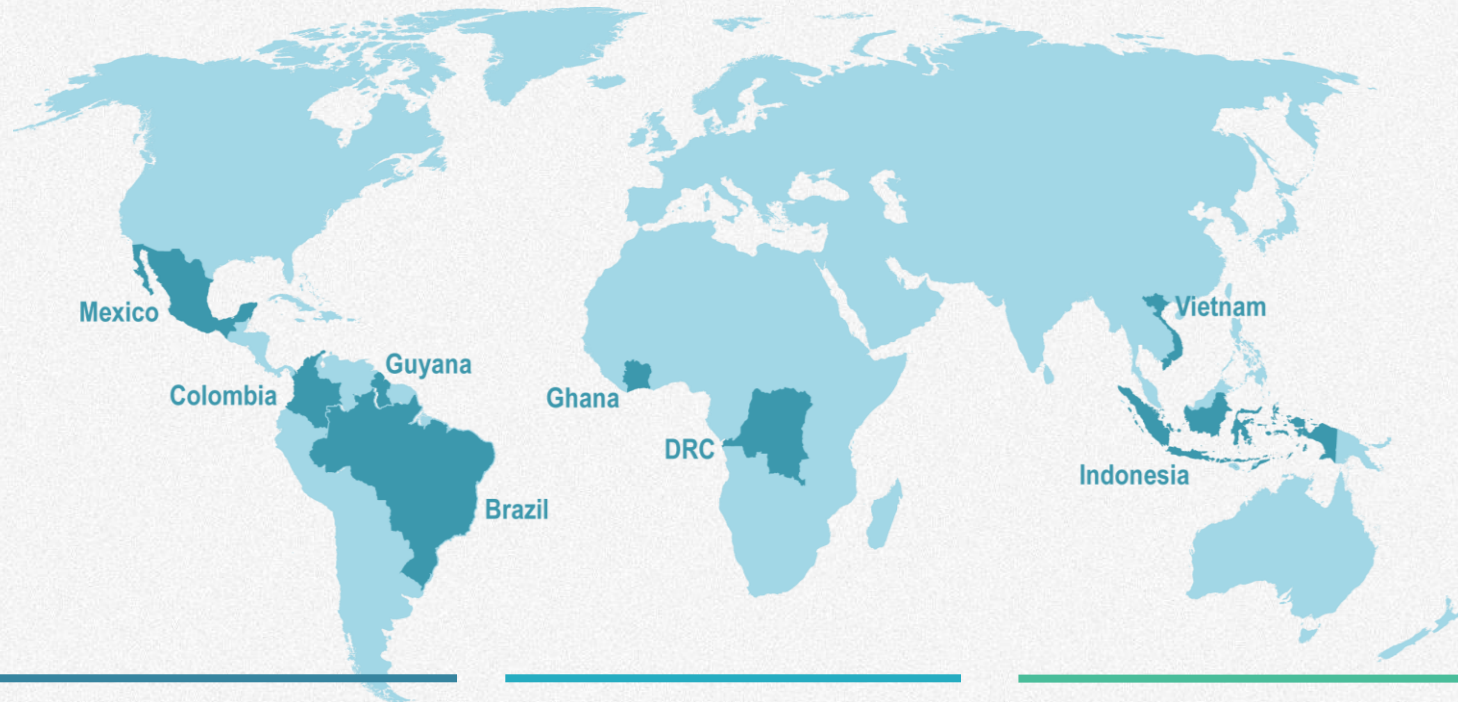 Mexico
Vietnam
Guyana
Colombia
Ghana
DRC
Indonesia
Brazil